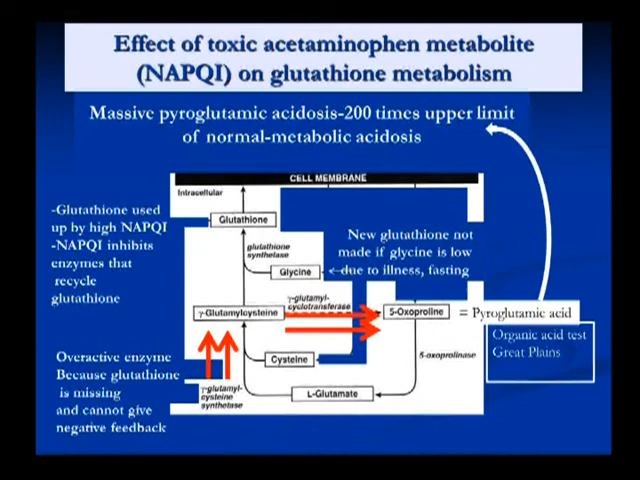 Effect of toxic acetaminophen metabolite
(NAPQI) on glutathione metabolism
Massive pyroglutamic acidosis-200 times upper limit
of normal-metabolic acidosis
CELL MEMBRANE
Intracellular
-Glutathione used
up by high NAPQI
-NAPQI inhibits
enzymes that
recycle
glutathione
Glutathione
glutathione
synthetase
Glycine
New glutathione not
made if glycine is low
due to illness, fasting
γ-Glutamylcysteine
γ-glutamyl-
cyclotransferase
5-Oxoproline
= Pyroglutamic acid
Organic acid test
Great Plains
Overactive enzyme
Because glutathione
is missing
and cannot give
negative feedback
γ-glutamyl-
cysteine
synthetase
Cysteine
5-oxoprolinase
L-Glutamate